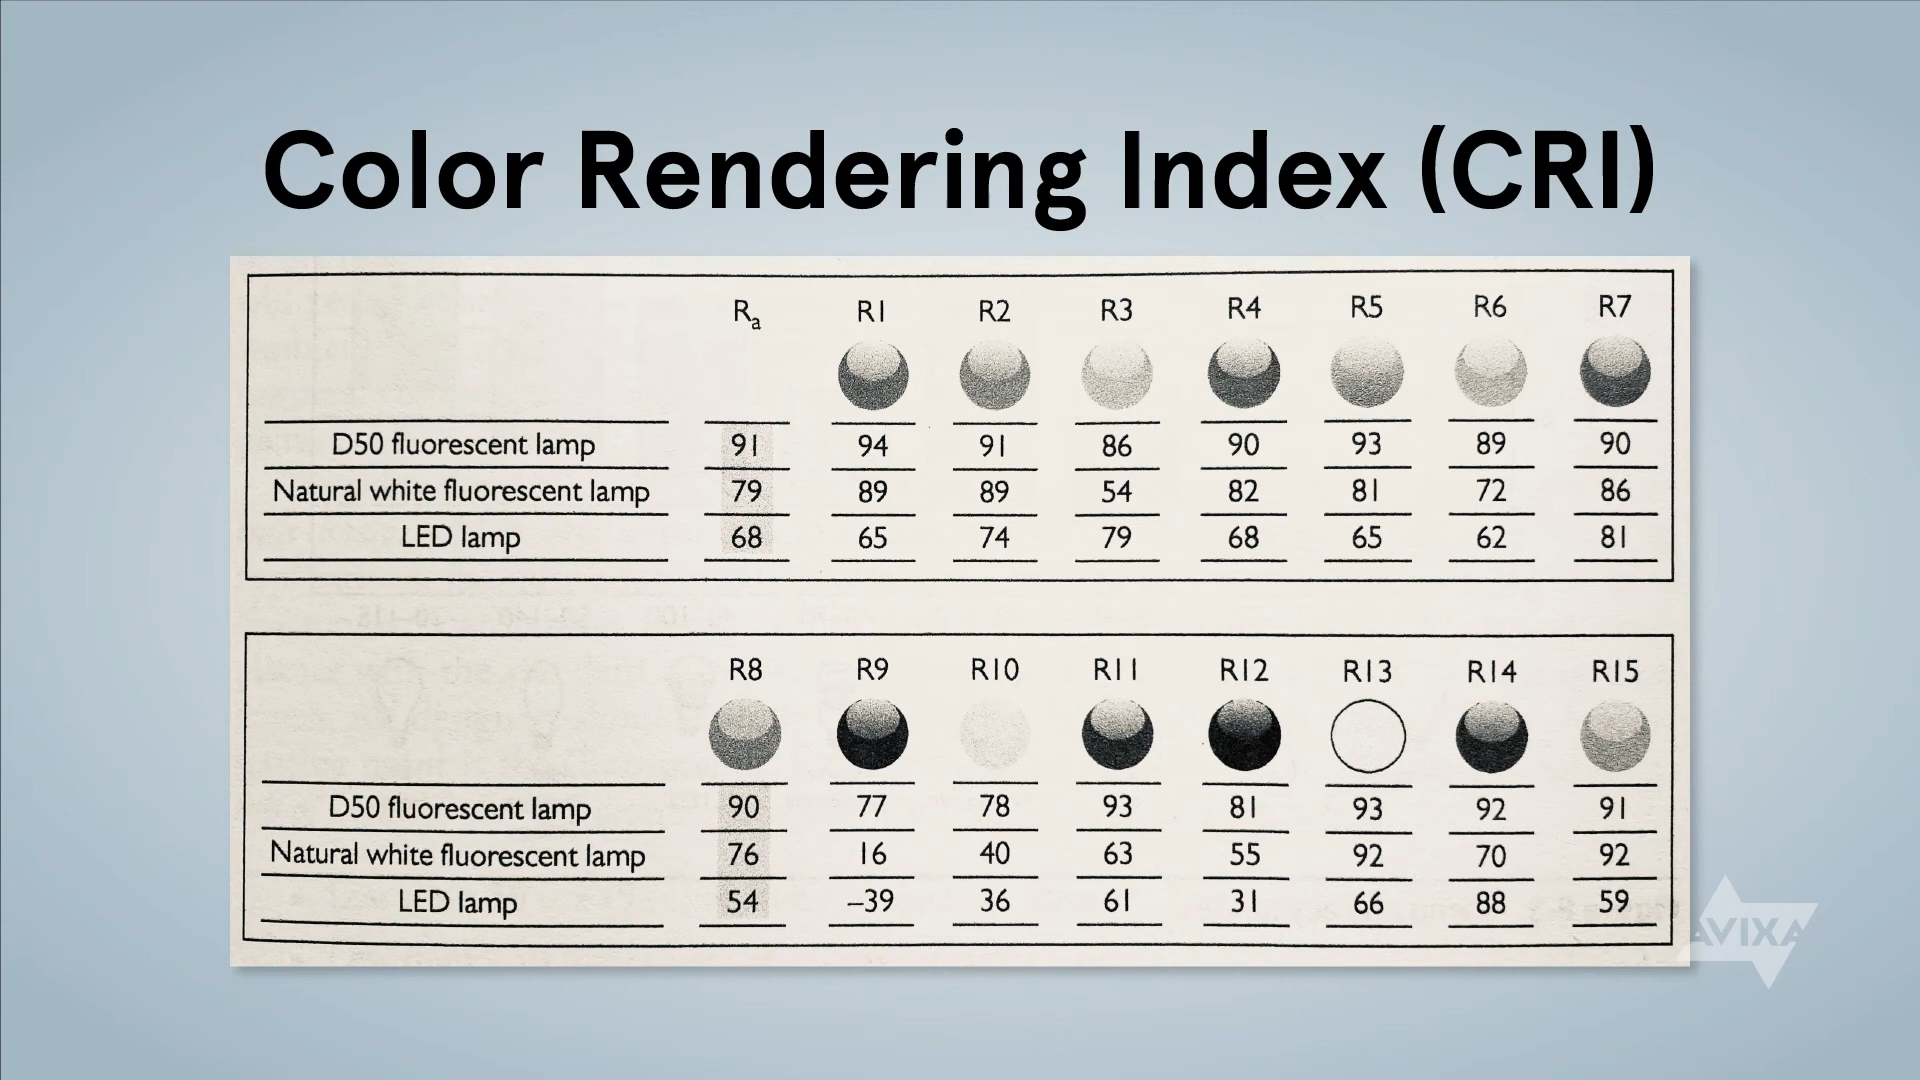 Color Rendering Index (CRI)
Ra R1 R2 R3 R4 R5 R6 R7
D50 fluorescent lamp 91 94 91 86 90 93 89 90
Natural white fluorescent lamp 79 89 89 54 82 81 72 86
LED lamp 68 65 74 79 68 65 62 81
R8 R9 R10 R11 R12 R13 R14 R15
D50 fluorescent lamp 90 77 78 93 81 93 92 91
Natural white fluorescent lamp 76 16 40 63 55 92 70 92
LED lamp 54 –39 36 61 31 66 88 59
AVIXA